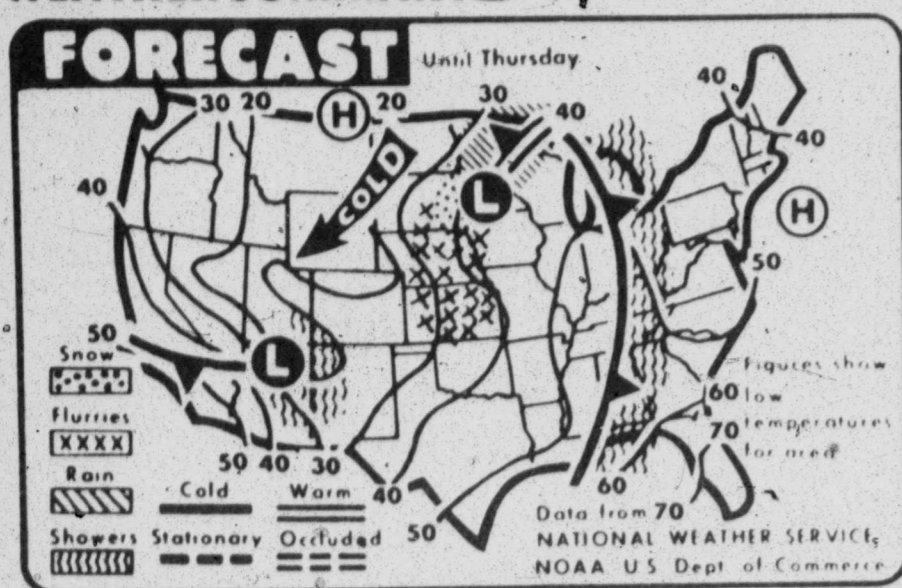 FORECAST Until Thursday
30 20 H 20 30 40 40
40
40
COLD
L
H
50
50
L
Snow
Flurries
Rain
Showers
Cold Warm
Stationary Occluded
50 40 30
40
50
60
70
60
70
Figures show
low
temperatures
for area
Data from
NATIONAL WEATHER SERVICE,
NOAA U S Dept of Commerce